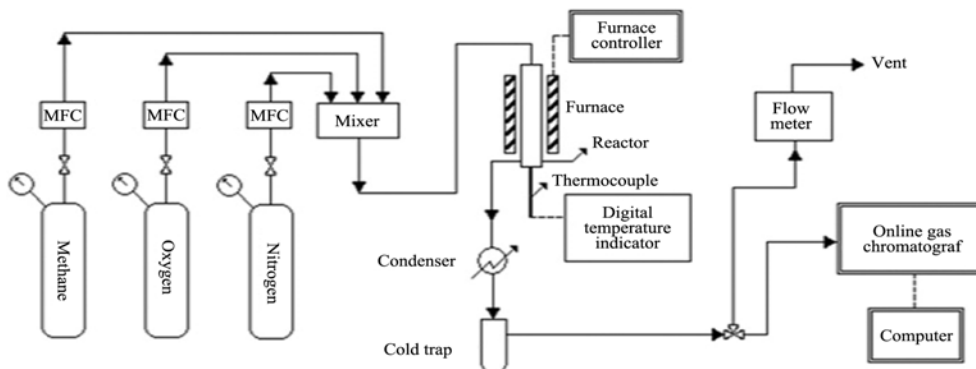 Furnace
controller
Vent
MFC
MFC
MFC
Mixer
Furnace
Flow
meter
Reactor
Thermocouple
Methane
Oxygen
Nitrogen
Digital
temperature
indicator
Condenser
Online gas
chromatograf
Cold trap
Computer